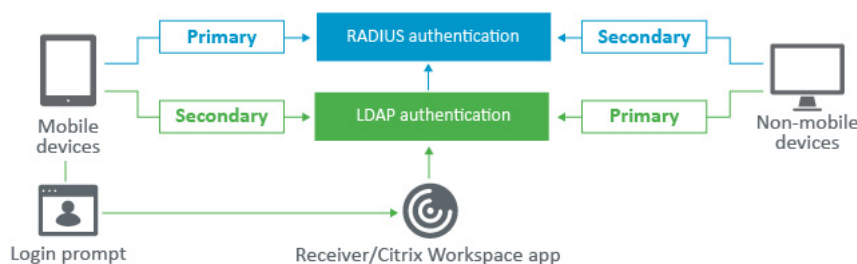 Primary
RADIUS authentication
Secondary
Secondary
LDAP authentication
Primary
Mobile
devices
Non-mobile
devices
Login prompt
Receiver/Citrix Workspace app